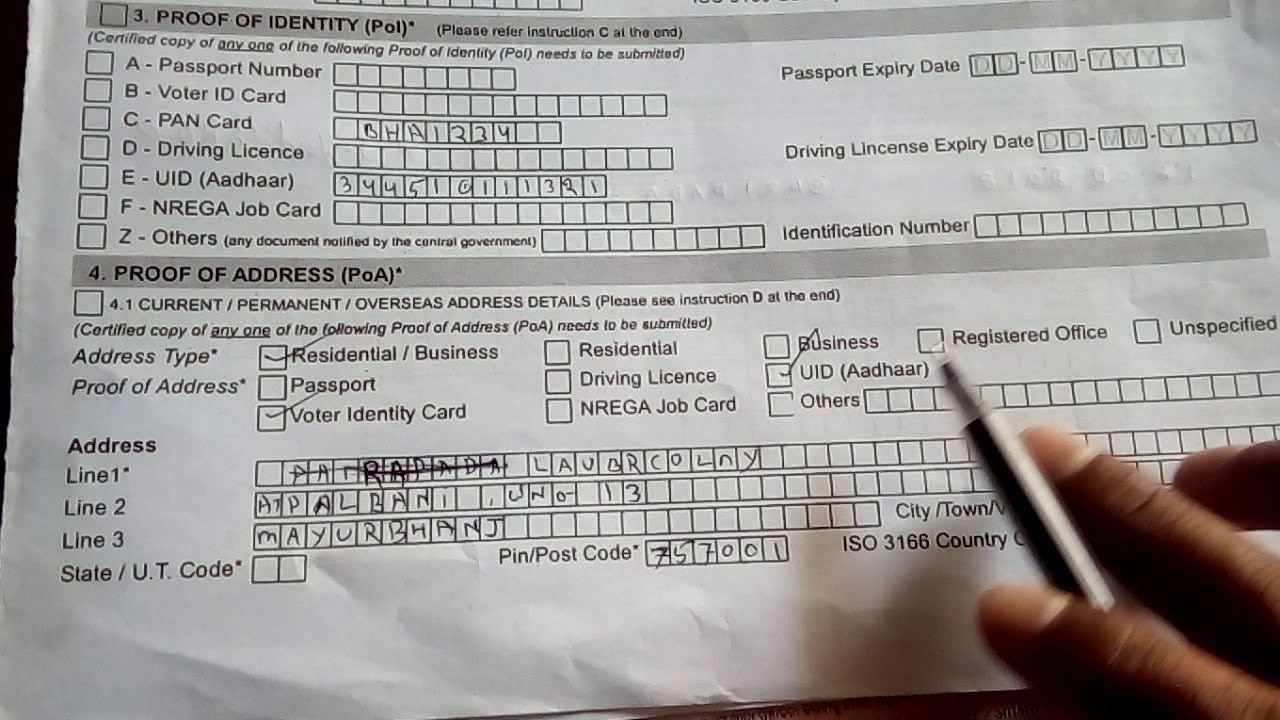 3. PROOF OF IDENTITY (PoI)* (Please refer instruction C at the end)
(Certified copy of any one of the following Proof of Identity (PoI) needs to be submitted)
A - Passport Number Passport Expiry Date DD-MM-YYYY
B - Voter ID Card
C - PAN Card BHA1234
D - Driving Licence Driving Lincense Expiry Date DD-MM-YYYY
E - UID (Aadhaar) 344510111321
F - NREGA Job Card
Z - Others (any document notified by the central government) Identification Number
4. PROOF OF ADDRESS (PoA)*
4.1 CURRENT / PERMANENT / OVERSEAS ADDRESS DETAILS (Please see instruction D at the end)
(Certified copy of any one of the following Proof of Address (PoA) needs to be submitted)
Address Type* Residential / Business Residential Business Registered Office Unspecified
Proof of Address* Passport Driving Licence UID (Aadhaar)
Voter Identity Card NREGA Job Card Others
Address
Line1*
Line 2 13
Line 3 MAYURBHANJ City /Town/V
State / U.T. Code* Pin/Post Code* 757001 ISO 3166 Country